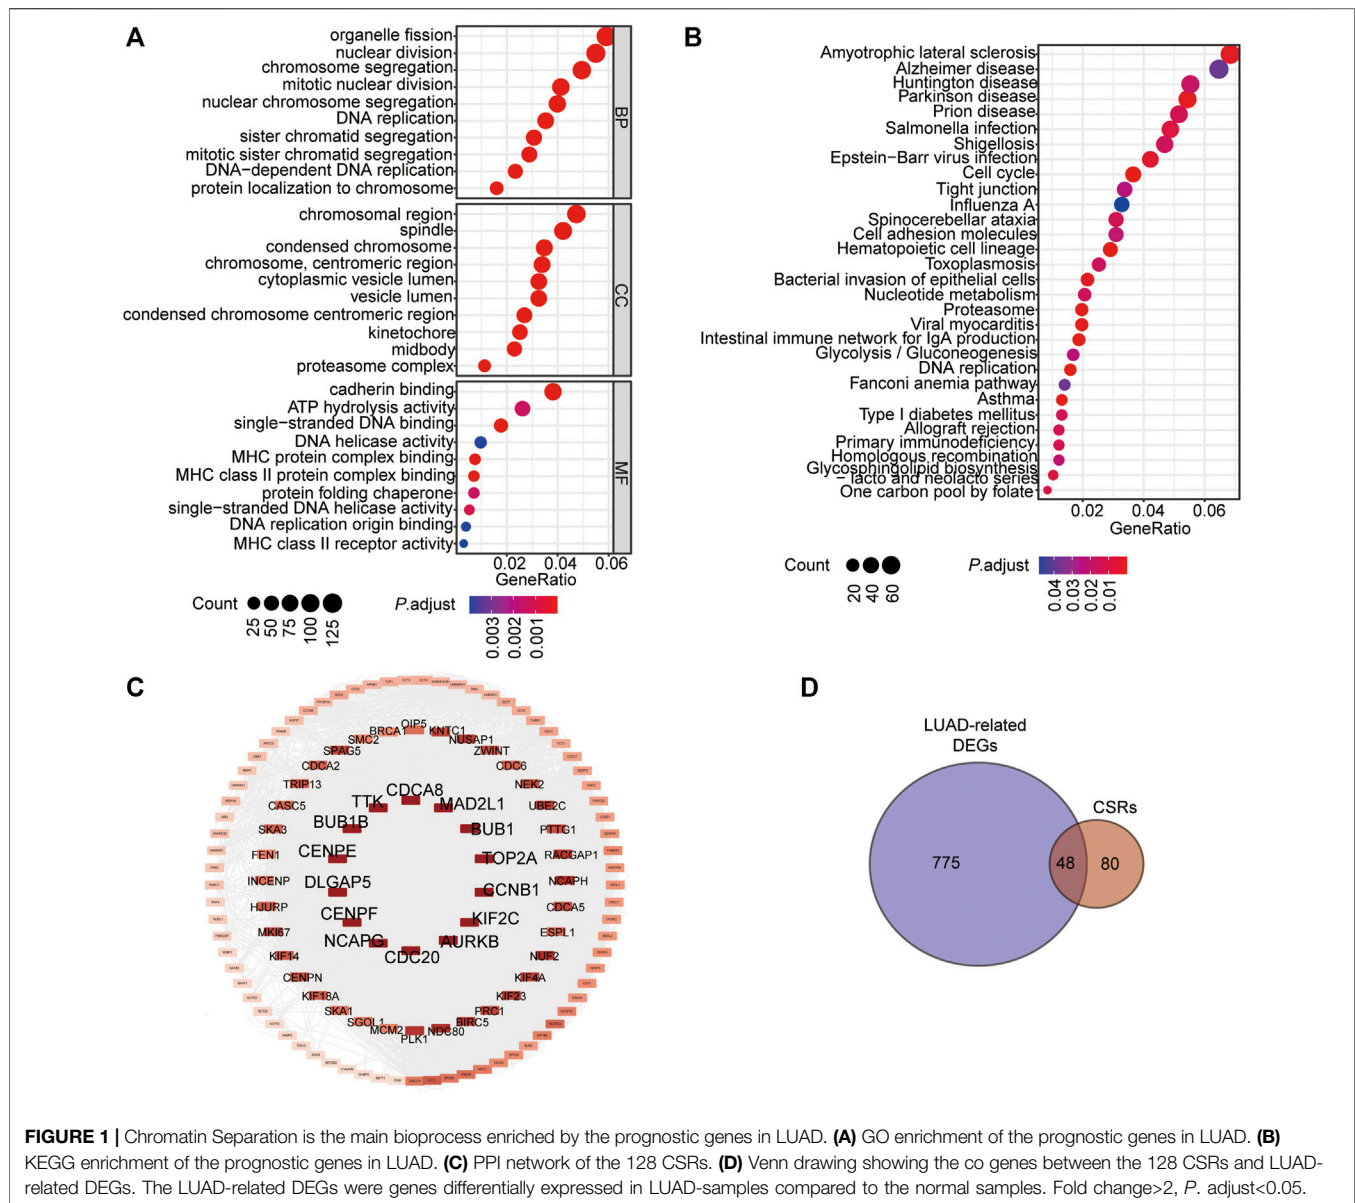 A
organelle fission
nuclear division
chromosome segregation
mitotic nuclear division
nuclear chromosome segregation
DNA replication
sister chromatid segregation
mitotic sister chromatid segregation
DNA−dependent DNA replication
protein localization to chromosome
BP
chromosomal region
spindle
condensed chromosome
chromosome, centromeric region
cytoplasmic vesicle lumen
vesicle lumen
condensed chromosome centromeric region
kinetochore
midbody
proteasome complex
CC
cadherin binding
ATP hydrolysis activity
single−stranded DNA binding
DNA helicase activity
MHC protein complex binding
MHC class II protein complex binding
protein folding chaperone
single−stranded DNA helicase activity
DNA replication origin binding
MHC class II receptor activity
MF
0.02 0.04 0.06
GeneRatio
Count
25 50 75 100 125
P.adjust
0.003 0.002 0.001
B
Amyotrophic lateral sclerosis
Alzheimer disease
Huntington disease
Parkinson disease
Prion disease
Salmonella infection
Shigellosis
Epstein−Barr virus infection
Cell cycle
Tight junction
Influenza A
Spinocerebellar ataxia
Cell adhesion molecules
Hematopoietic cell lineage
Toxoplasmosis
Bacterial invasion of epithelial cells
Nucleotide metabolism
Proteasome
Viral myocarditis
Intestinal immune network for IgA production
Glycolysis / Gluconeogenesis
DNA replication
Fanconi anemia pathway
Asthma
Type I diabetes mellitus
Allograft rejection
Primary immunodeficiency
Homologous recombination
Glycosphingolipid biosynthesis
− lacto and neolacto series
One carbon pool by folate
0.02 0.04 0.06
GeneRatio
Count
20 40 60
P.adjust
0.04 0.03 0.02 0.01
C
OIP5
KNTC1
NUSAP1
ZWINT
CDC6
NEK2
UBE2C
PTTG1
RACGAP1
NCAPH
CDCA5
ESPL1
NUF2
KIF4A
KIF23
PRC1
BIRC5
NDC80
PLK1
MCM2
SGOL1
SKA1
KIF18A
CENPN
KIF14
MKI67
HJURP
INCENP
FEN1
SKA3
CASC5
TRIP13
CDCA2
SPAG5
SMC2
BRCA1
CDCA8
MAD2L1
BUB1
TOP2A
CCNB1
KIF2C
AURKB
CDC20
NCAPG
CENPF
DLGAP5
CENPE
BUB1B
TTK
D
LUAD-related
DEGs
CSRs
775
48
80
FIGURE 1 | Chromatin Separation is the main bioprocess enriched by the prognostic genes in LUAD. (A) GO enrichment of the prognostic genes in LUAD. (B)
KEGG enrichment of the prognostic genes in LUAD. (C) PPI network of the 128 CSRs. (D) Venn drawing showing the co genes between the 128 CSRs and LUAD-
related DEGs. The LUAD-related DEGs were genes differentially expressed in LUAD-samples compared to the normal samples. Fold change>2, P. adjust<0.05.